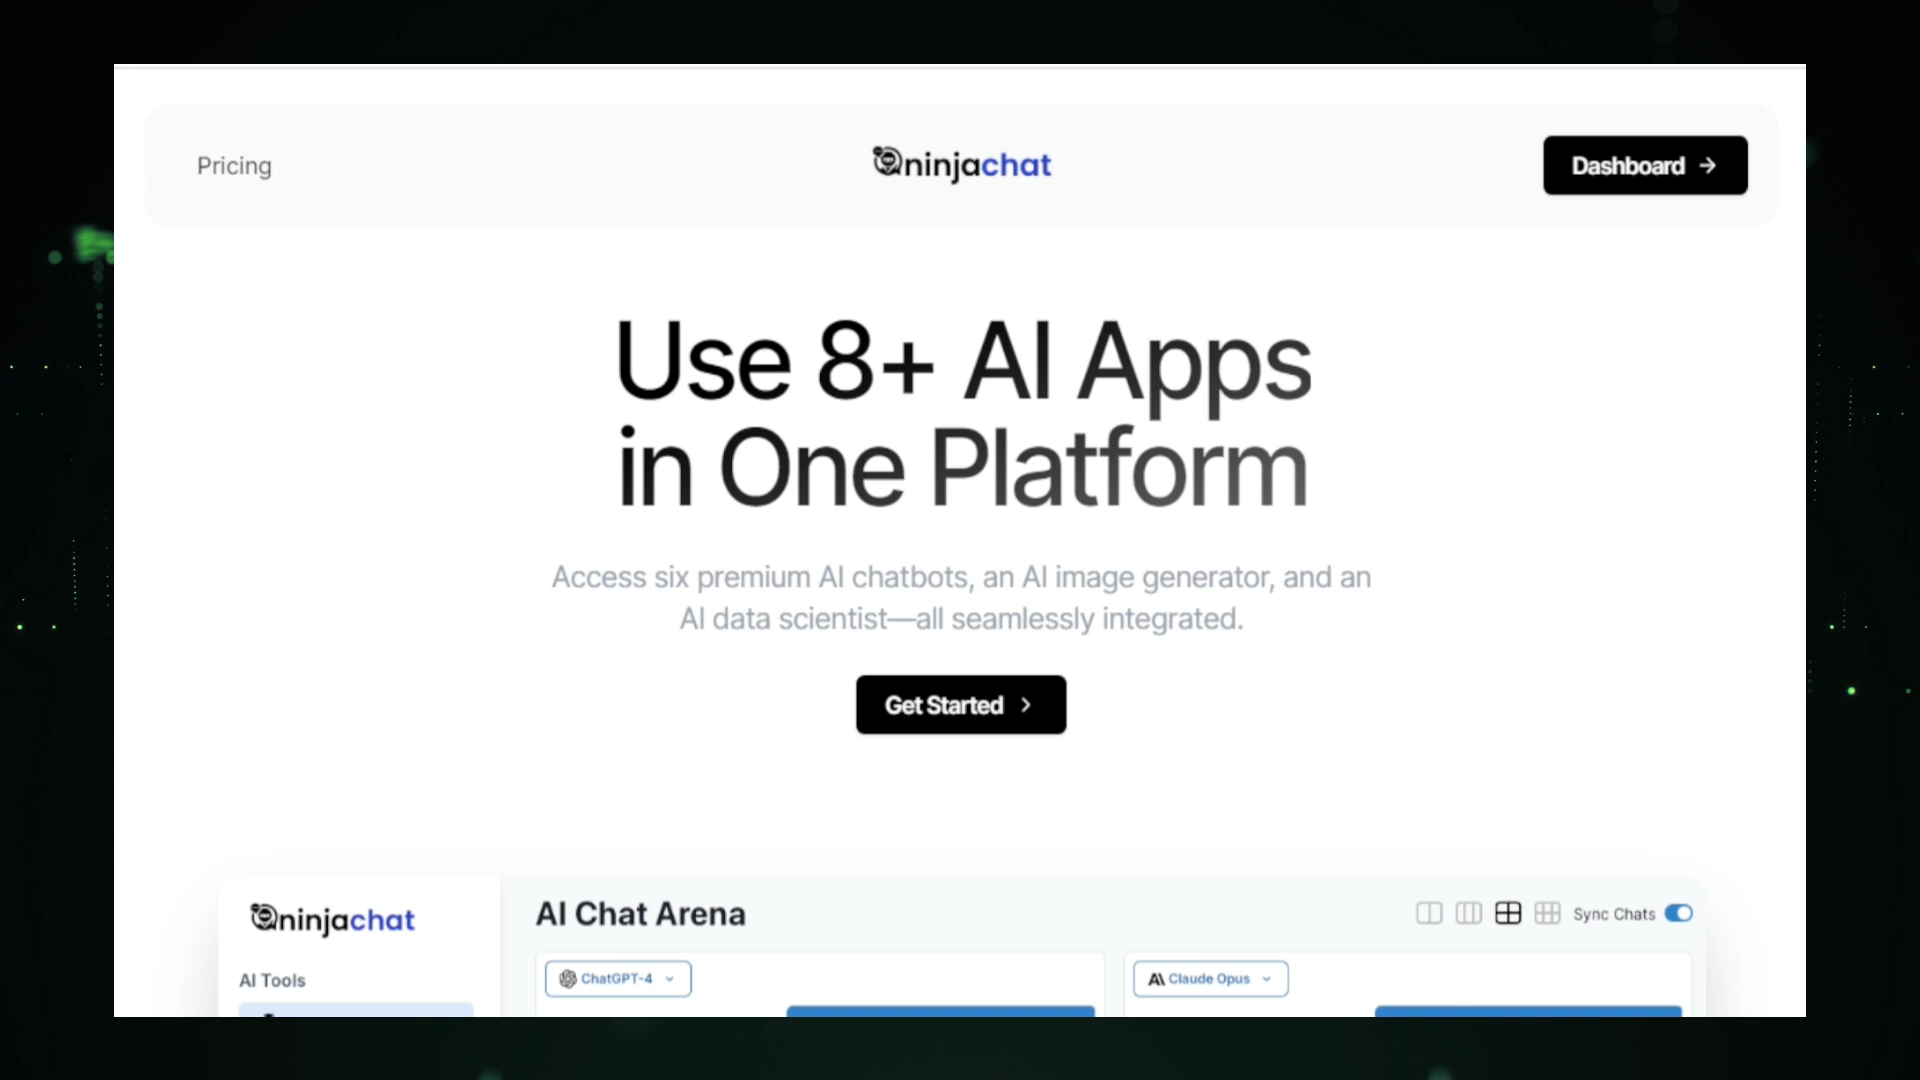 Pricing
ninjachat
Dashboard
Use 8+ AI Apps
in One Platform
Access six premium AI chatbots, an AI image generator, and an
AI data scientist—all seamlessly integrated.
Get Started
ninjachat
AI Chat Arena
Sync Chats
AI Tools
ChatGPT-4
Claude Opus